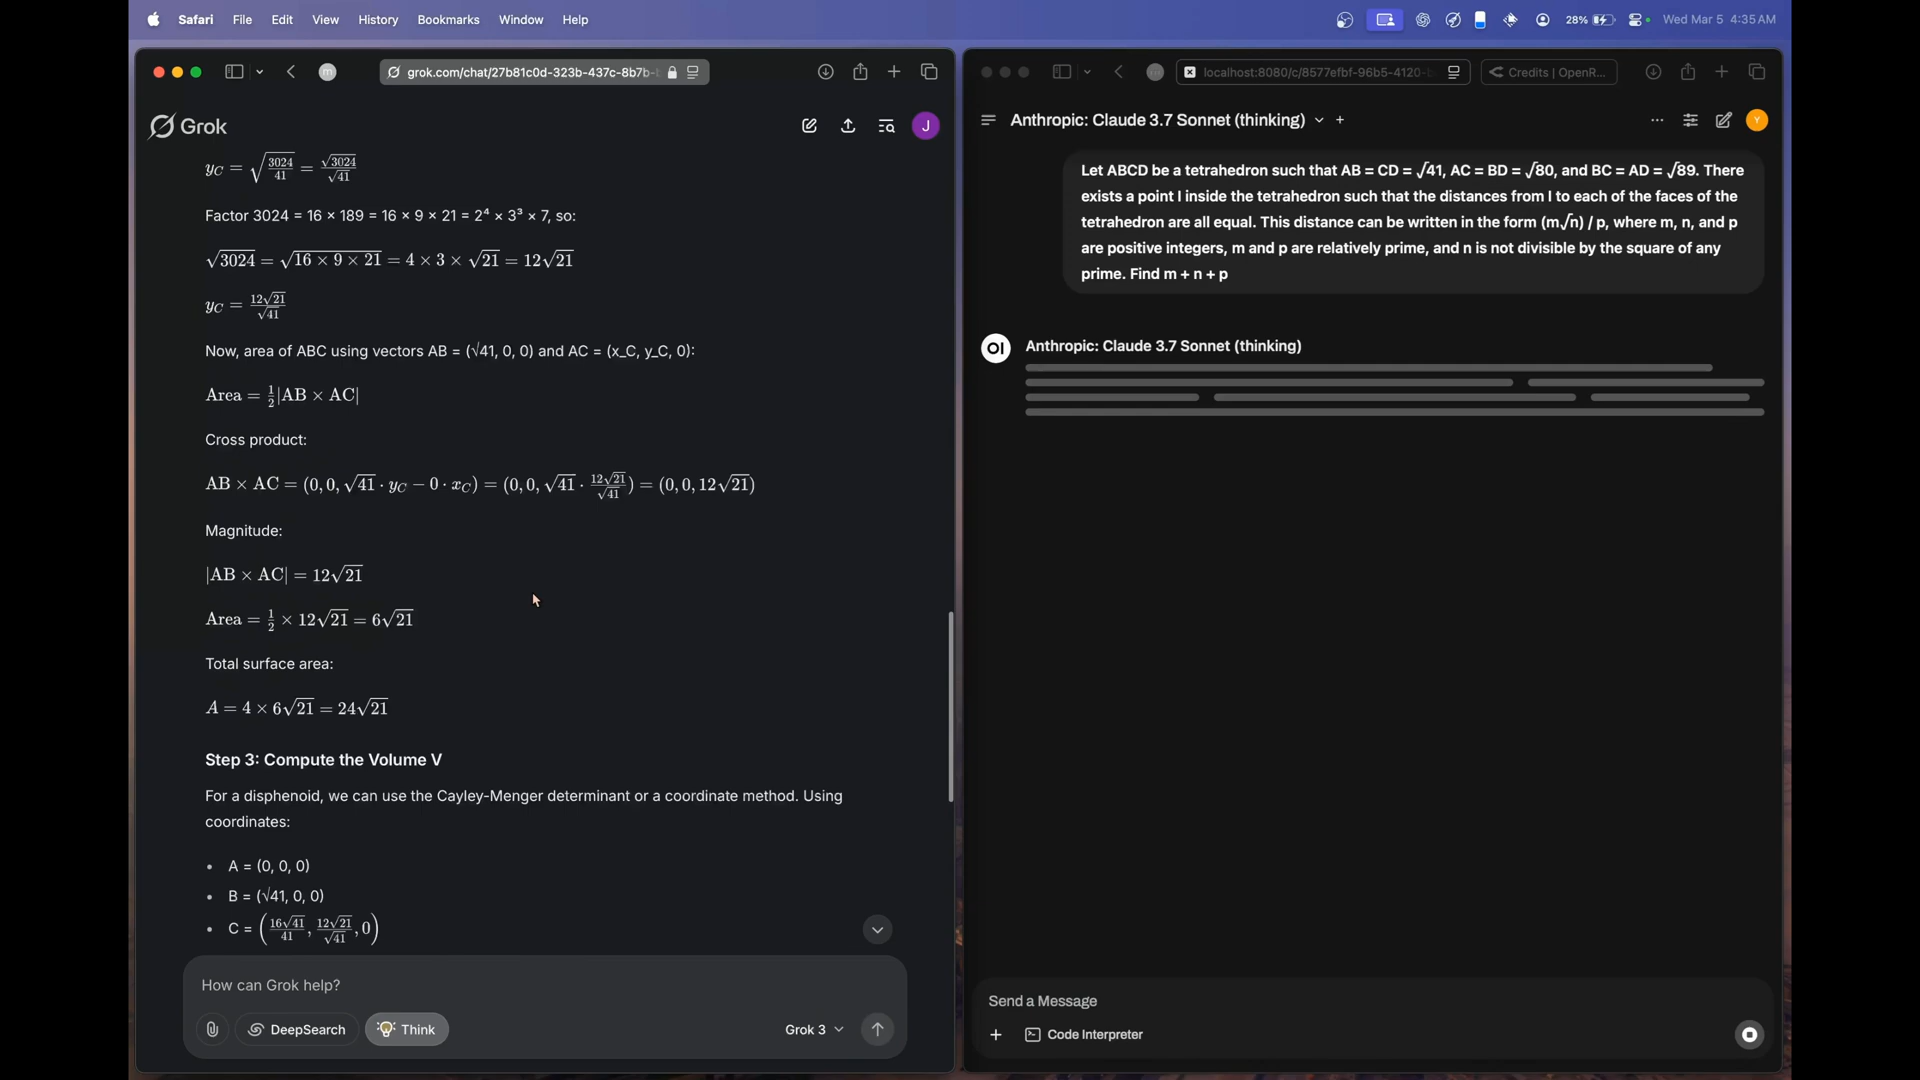 Safari File Edit View History Bookmarks Window Help
28% Wed Mar 5 4:35 AM
grok.com/chat/27b81c0d-323b-437c-8b7b-
Grok
J
y_C = √(3024/41) = √3024/√41
Factor 3024 = 16 × 189 = 16 × 9 × 21 = 2⁴ × 3³ × 7, so:
√3024 = √(16 × 9 × 21) = 4 × 3 × √21 = 12√21
y_C = 12√21/√41
Now, area of ABC using vectors AB = (√41, 0, 0) and AC = (x_C, y_C, 0):
Area = ½|AB × AC|
Cross product:
AB × AC = (0, 0, √41 · y_C − 0 · x_C) = (0, 0, √41 · 12√21/√41) = (0, 0, 12√21)
Magnitude:
|AB × AC| = 12√21
Area = ½ × 12√21 = 6√21
Total surface area:
A = 4 × 6√21 = 24√21
Step 3: Compute the Volume V
For a disphenoid, we can use the Cayley-Menger determinant or a coordinate method. Using
coordinates:
• A = (0, 0, 0)
• B = (√41, 0, 0)
• C = (16√41/41, 12√21/√41, 0)
How can Grok help?
DeepSearch Think Grok 3
localhost:8080/c/8577efbf-96b5-4120- Credits | OpenR...
Anthropic: Claude 3.7 Sonnet (thinking) +
Y
Let ABCD be a tetrahedron such that AB = CD = √41, AC = BD = √80, and BC = AD = √89. There
exists a point I inside the tetrahedron such that the distances from I to each of the faces of the
tetrahedron are all equal. This distance can be written in the form (m√n) / p, where m, n, and p
are positive integers, m and p are relatively prime, and n is not divisible by the square of any
prime. Find m + n + p
OI Anthropic: Claude 3.7 Sonnet (thinking)
Send a Message
+ Code Interpreter